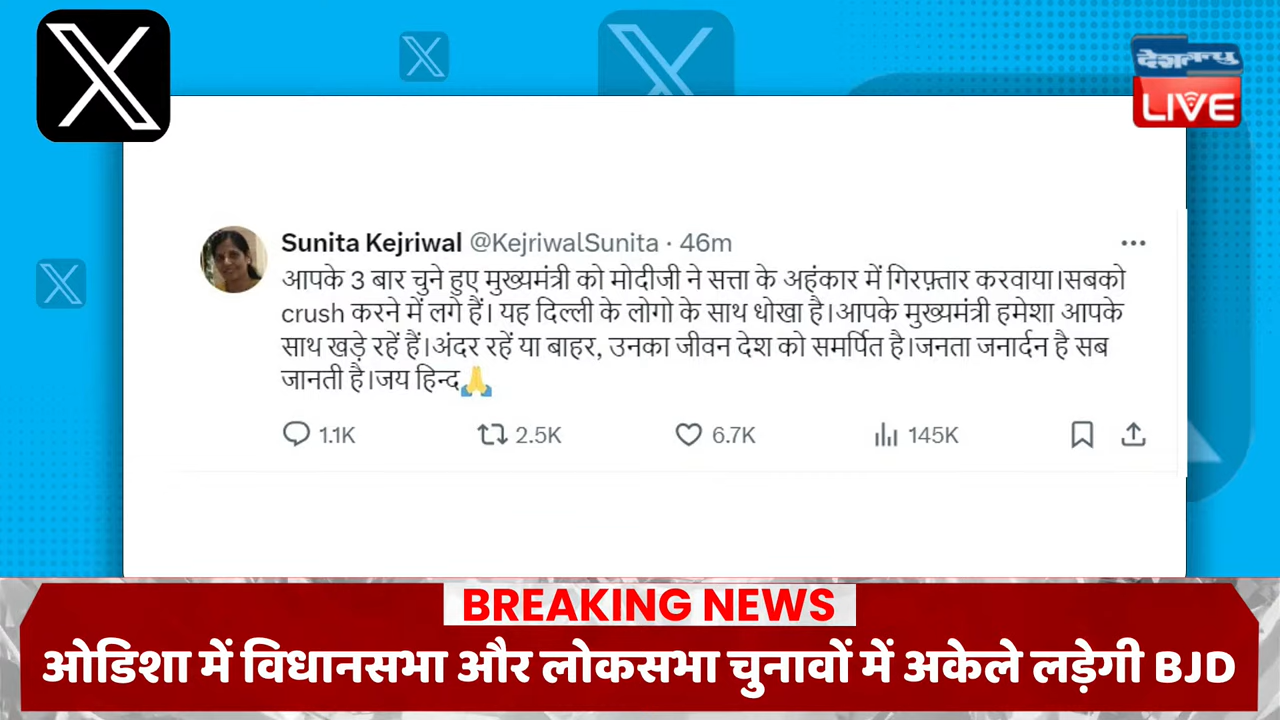 देशबन्धु
LIVE
Sunita Kejriwal @KejriwalSunita · 46m
आपके 3 बार चुने हुए मुख्यमंत्री को मोदीजी ने सत्ता के अहंकार में गिरफ़्तार करवाया।सबको
crush करने में लगे हैं। यह दिल्ली के लोगो के साथ धोखा है।आपके मुख्यमंत्री हमेशा आपके
साथ खड़े रहें हैं।अंदर रहें या बाहर, उनका जीवन देश को समर्पित है।जनता जनार्दन है सब
जानती है।जय हिन्द🙏
1.1K 2.5K 6.7K 145K
BREAKING NEWS
ओडिशा में विधानसभा और लोकसभा चुनावों में अकेले लड़ेगी BJD